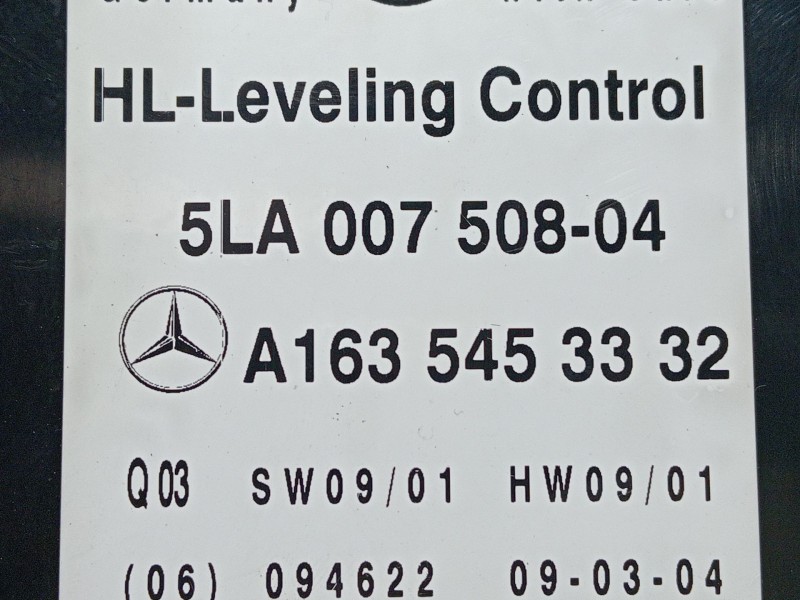 Germany
HL-Leveling Control
5LA 007 508-04
A163 545 33 32
Q03 SW09/01 HW09/01
(06) 094622 09-03-04